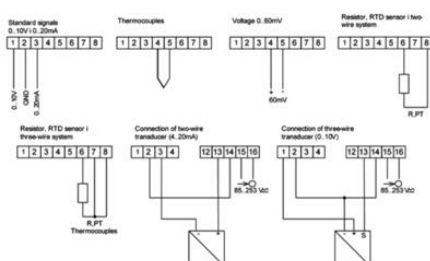 Standard signals
0..10V i 0..20mA
1 2 3 4 5 6 7 8
0..10V
GND
0..20mA
Thermocouples
1 2 3 4 5 6 7 8
Voltage 0..60mV
1 2 3 4 5 6 7 8
+ -
60mV
Resistor, RTD sensor i two-
wire system
1 2 3 4 5 6 7 8
R,PT
Resistor, RTD sensor i
three-wire system
1 2 3 4 5 6 7 8
R,PT
Thermocouples
Connection of two-wire
transducer (4..20mA)
1 2 3 4
12 13 14 15 16
85..253 Vac
- +
Connection of three-wire
transducer (0..10V)
1 2 3 4
12 13 14 15 16
85..253 Vac
- + S